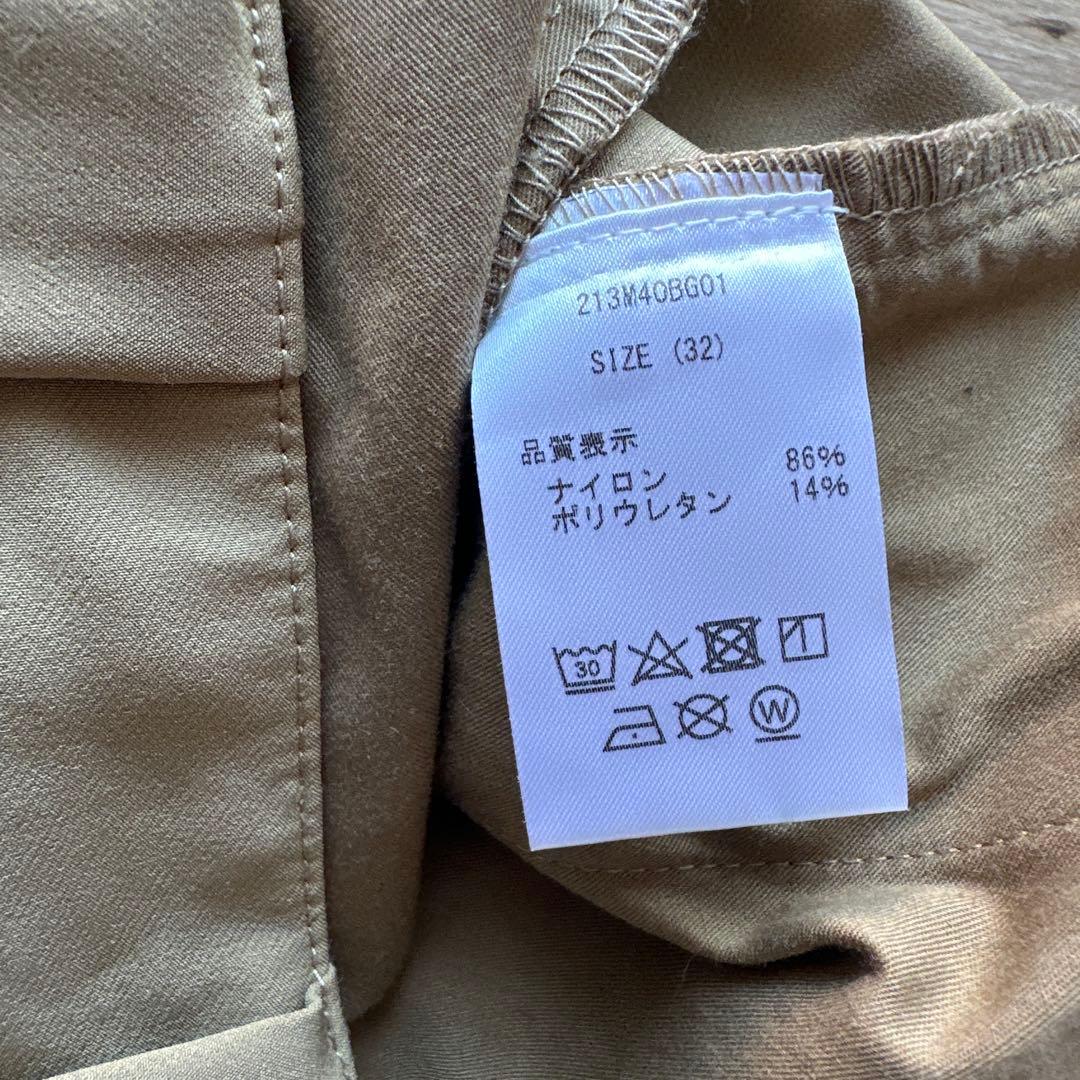 213M40BG01
SIZE (32)
品質表示
ナイロン 86%
ポリウレタン 14%
30
W